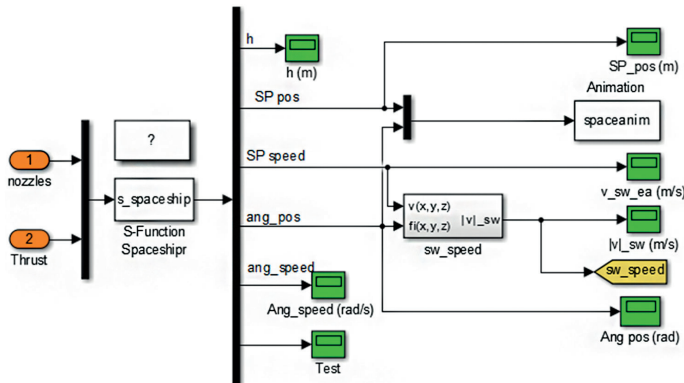 h
h (m)
SP_pos (m)
Animation
SP pos
spaceanim
?
1
nozzles
SP speed
v_sw_ea (m/s)
s_spaceship
v(x,y,z)
|v|_sw
fi(x,y,z)
ang_pos
sw_speed
|v|_sw (m/s)
S-Function
Spaceshipr
2
Thrust
ang_speed
sw_speed
Ang_speed (rad/s)
Ang pos (rad)
Test